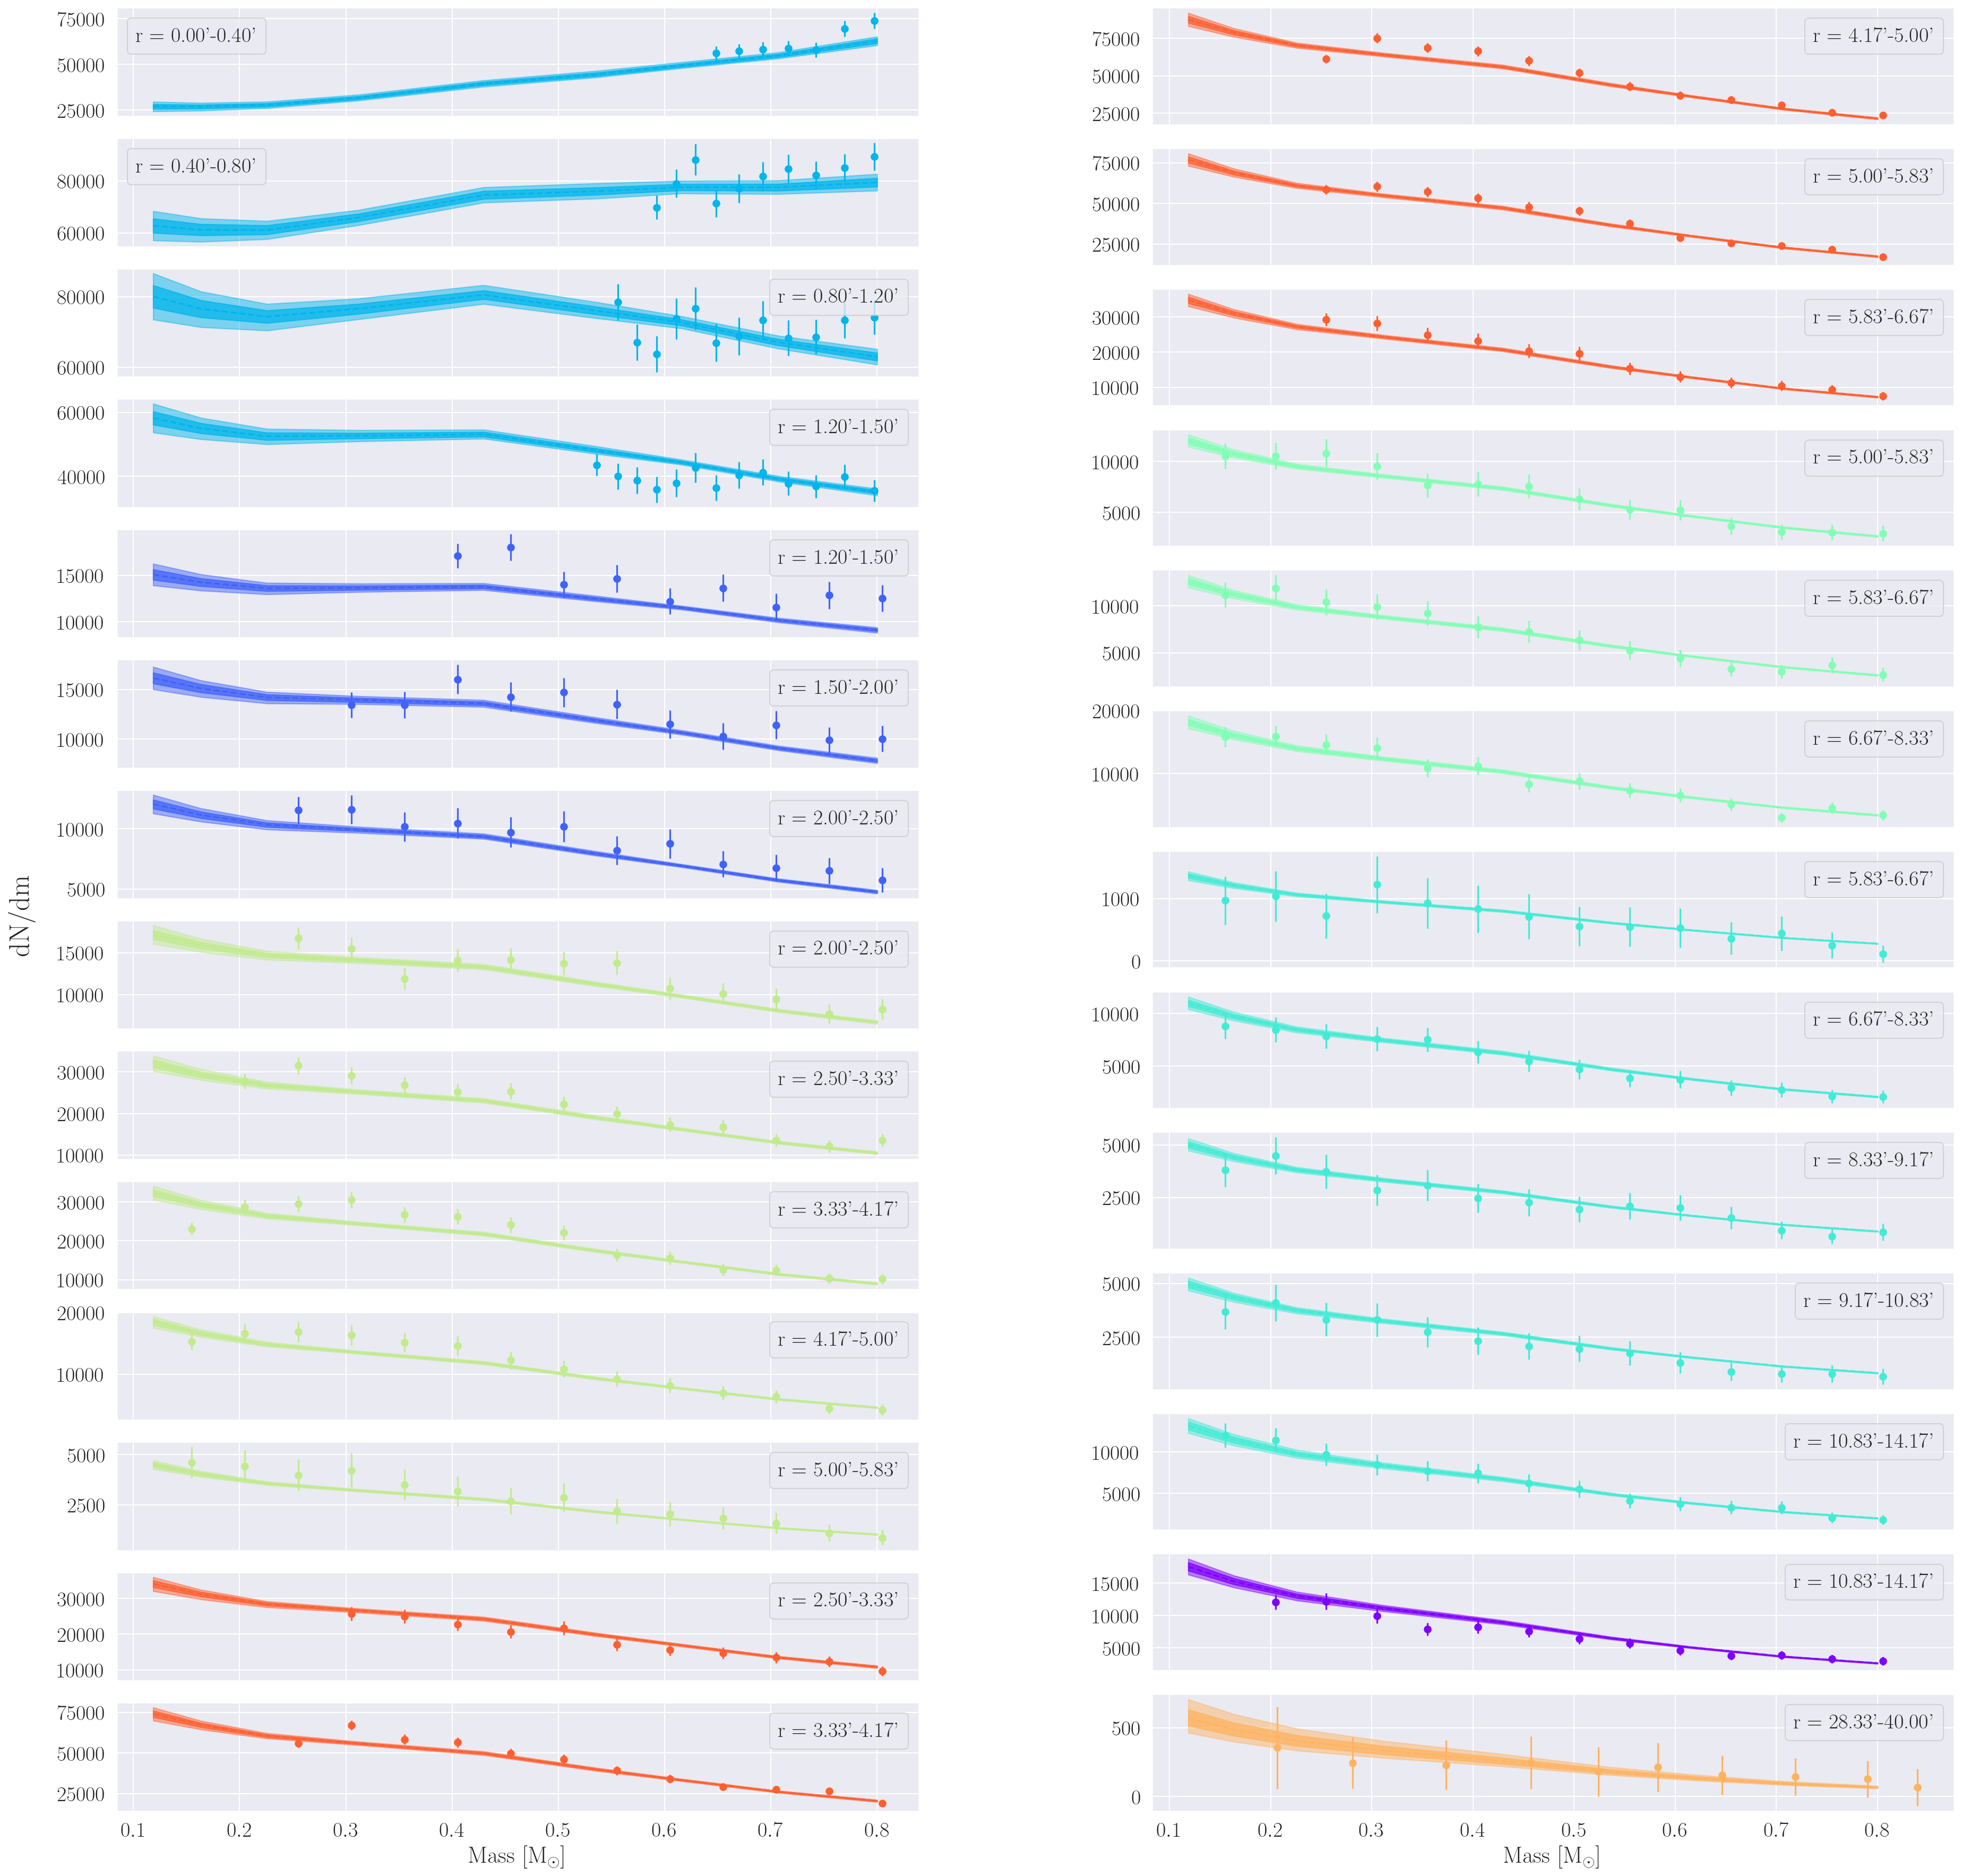 dN/dm
75000
50000
25000
r = 0.00'-0.40'
80000
60000
r = 0.40'-0.80'
80000
60000
r = 0.80'-1.20'
60000
40000
r = 1.20'-1.50'
15000
10000
r = 1.20'-1.50'
15000
10000
r = 1.50'-2.00'
10000
5000
r = 2.00'-2.50'
15000
10000
r = 2.00'-2.50'
30000
20000
10000
r = 2.50'-3.33'
30000
20000
10000
r = 3.33'-4.17'
20000
10000
r = 4.17'-5.00'
5000
2500
r = 5.00'-5.83'
30000
20000
10000
r = 2.50'-3.33'
75000
50000
25000
r = 3.33'-4.17'
0.1 0.2 0.3 0.4 0.5 0.6 0.7 0.8
Mass [M⊙]
75000
50000
25000
r = 4.17'-5.00'
75000
50000
25000
r = 5.00'-5.83'
30000
20000
10000
r = 5.83'-6.67'
10000
5000
r = 5.00'-5.83'
10000
5000
r = 5.83'-6.67'
20000
10000
r = 6.67'-8.33'
1000
0
r = 5.83'-6.67'
10000
5000
r = 6.67'-8.33'
5000
2500
r = 8.33'-9.17'
5000
2500
r = 9.17'-10.83'
10000
5000
r = 10.83'-14.17'
15000
10000
5000
r = 10.83'-14.17'
500
0
r = 28.33'-40.00'
0.1 0.2 0.3 0.4 0.5 0.6 0.7 0.8
Mass [M⊙]